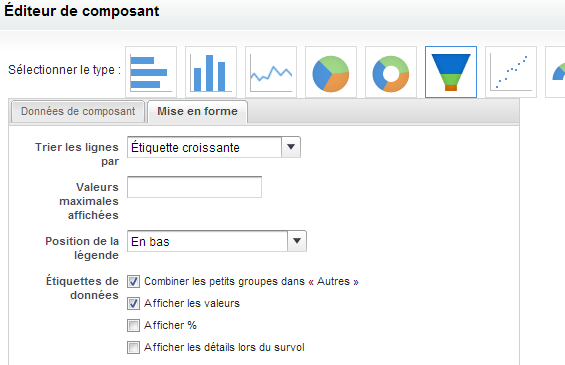 Éditeur de composant
Sélectionner le type :
Données de composant
Mise en forme
Trier les lignes par
Étiquette croissante
Valeurs maximales affichées
Position de la légende
En bas
Étiquettes de données
Combiner les petits groupes dans « Autres »
Afficher les valeurs
Afficher %
Afficher les détails lors du survol